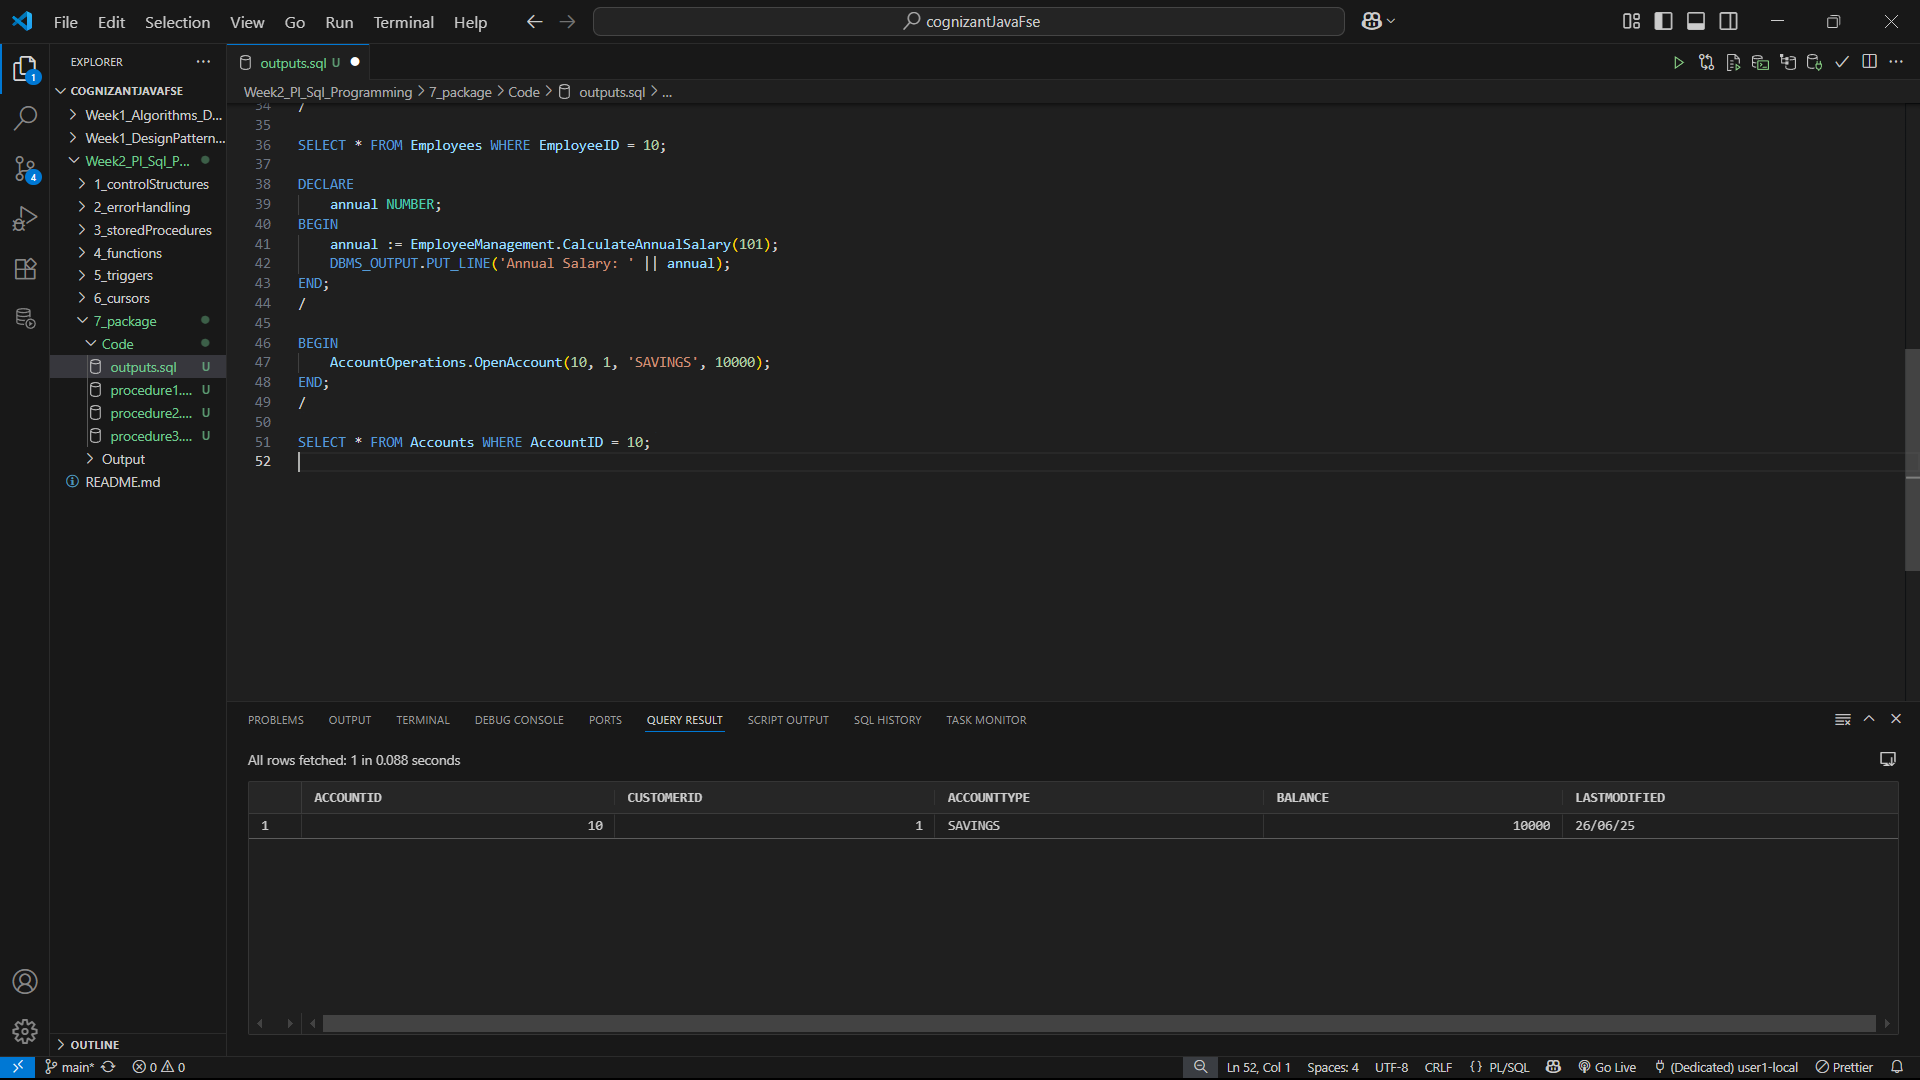 File Edit Selection View Go Run Terminal Help
cognizantJavaFse
EXPLORER
outputs.sql U
Week2_Pl_Sql_Programming > 7_package > Code > outputs.sql > ...
COGNIZANTJAVAFSE
Week1_Algorithms_D...
Week1_DesignPattern...
Week2_Pl_Sql_P...
1_controlStructures
2_errorHandling
3_storedProcedures
4_functions
5_triggers
6_cursors
7_package
Code
outputs.sql U
procedure1.... U
procedure2.... U
procedure3.... U
Output
README.md
OUTLINE
1
4
34 /
35
36 SELECT * FROM Employees WHERE EmployeeID = 10;
37
38 DECLARE
39 annual NUMBER;
40 BEGIN
41 annual := EmployeeManagement.CalculateAnnualSalary(101);
42 DBMS_OUTPUT.PUT_LINE('Annual Salary: ' || annual);
43 END;
44 /
45
46 BEGIN
47 AccountOperations.OpenAccount(10, 1, 'SAVINGS', 10000);
48 END;
49 /
50
51 SELECT * FROM Accounts WHERE AccountID = 10;
52
PROBLEMS OUTPUT TERMINAL DEBUG CONSOLE PORTS QUERY RESULT SCRIPT OUTPUT SQL HISTORY TASK MONITOR
All rows fetched: 1 in 0.088 seconds
ACCOUNTID CUSTOMERID ACCOUNTTYPE BALANCE LASTMODIFIED
1 10 1 SAVINGS 10000 26/06/25
main* 0 0 Ln 52, Col 1 Spaces: 4 UTF-8 CRLF {} PL/SQL Go Live (Dedicated) user1-local Prettier